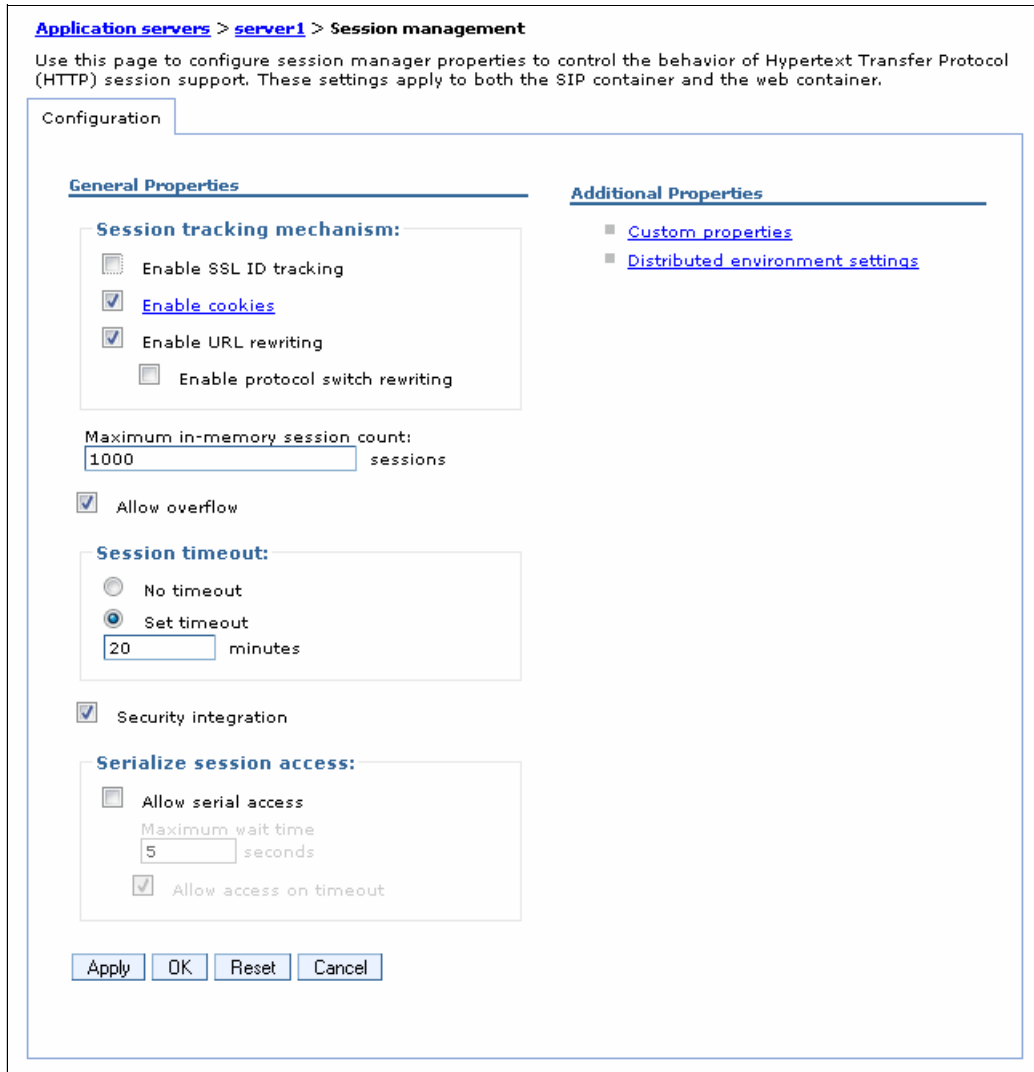 Application servers > server1 > Session management
Use this page to configure session manager properties to control the behavior of Hypertext Transfer Protocol
(HTTP) session support. These settings apply to both the SIP container and the web container.
Configuration
General Properties
Session tracking mechanism:
Enable SSL ID tracking
Enable cookies
Enable URL rewriting
Enable protocol switch rewriting
Maximum in-memory session count:
1000 sessions
Allow overflow
Session timeout:
No timeout
Set timeout
20 minutes
Security integration
Serialize session access:
Allow serial access
Maximum wait time
5 seconds
Allow access on timeout
Apply OK Reset Cancel
Additional Properties
Custom properties
Distributed environment settings